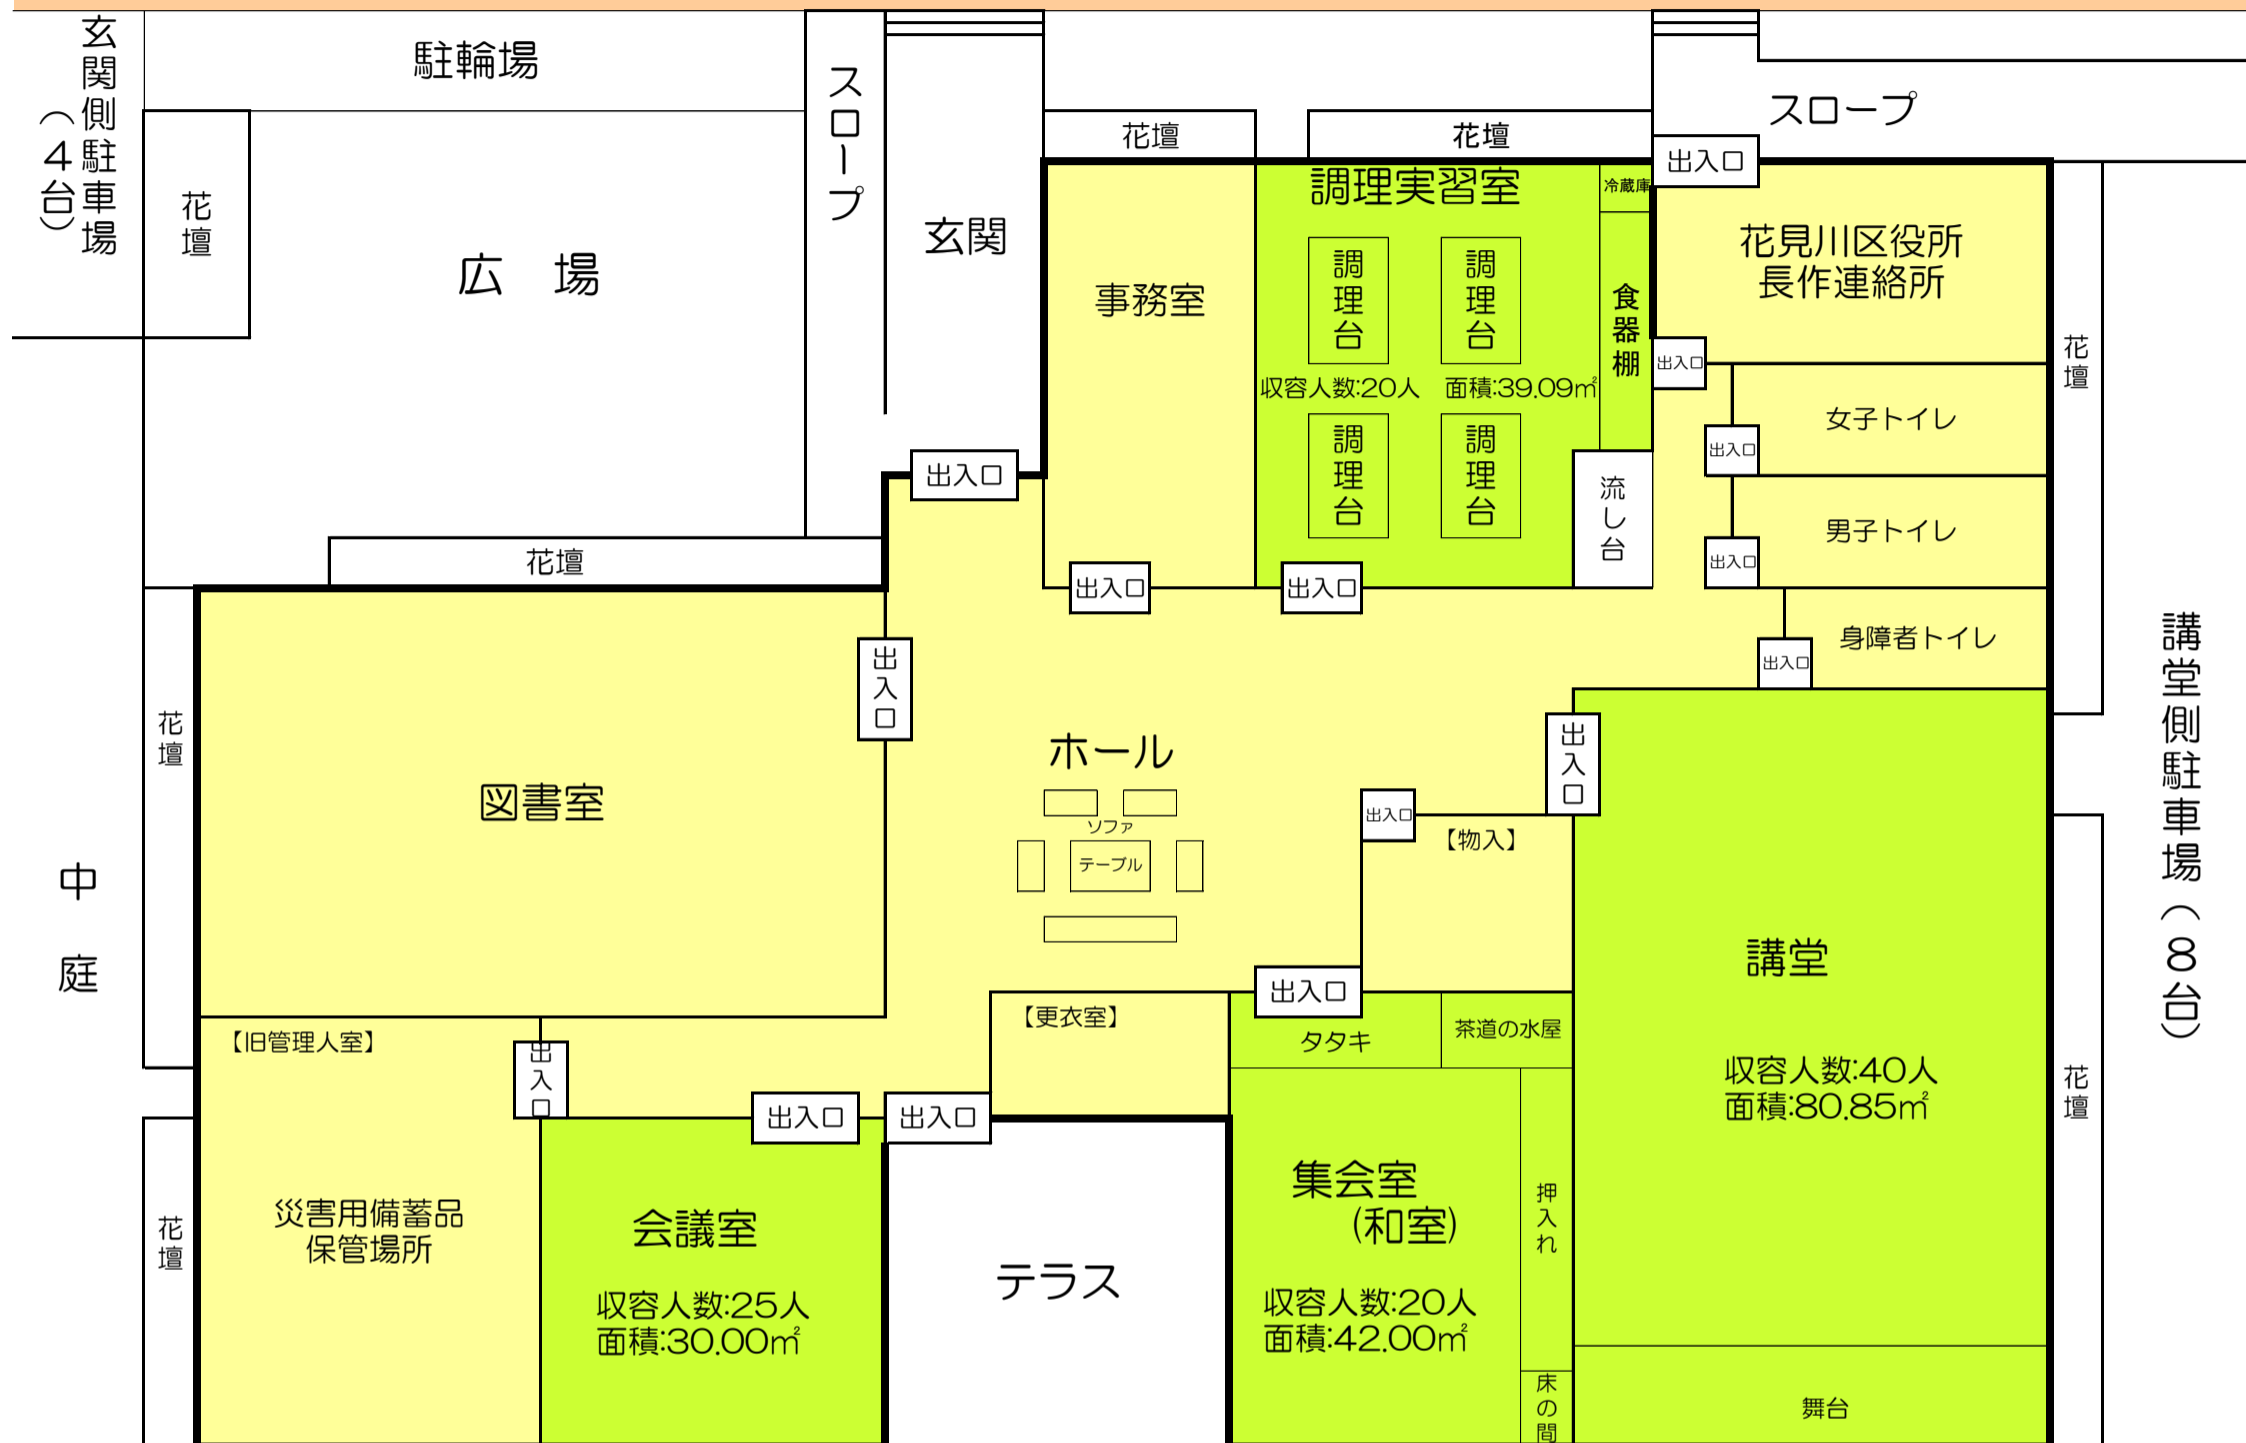 玄関側駐車場
（４台）
駐輪場
スロープ
玄関
花壇
花壇
スロープ
出入口
花壇
広　場
事務室
調理実習室
冷蔵庫
調理台
調理台
食器棚
収容人数:20人　面積:39.09㎡
調理台
調理台
流し台
花見川区役所
長作連絡所
出入口
女子トイレ
出入口
男子トイレ
出入口
身障者トイレ
出入口
花壇
講堂側駐車場（８台）
出入口
花壇
出入口
出入口
出入口
花壇
中　庭
図書室
ホール
ソファ
テーブル
出入口
出入口
【物入】
講堂
収容人数:40人
面積:80.85㎡
舞台
花壇
【旧管理人室】
出入口
災害用備蓄品
保管場所
花壇
出入口
出入口
会議室
収容人数:25人
面積:30.00㎡
【更衣室】
テラス
出入口
タタキ
茶道の水屋
集会室
(和室)
収容人数:20人
面積:42.00㎡
押入れ
床の間